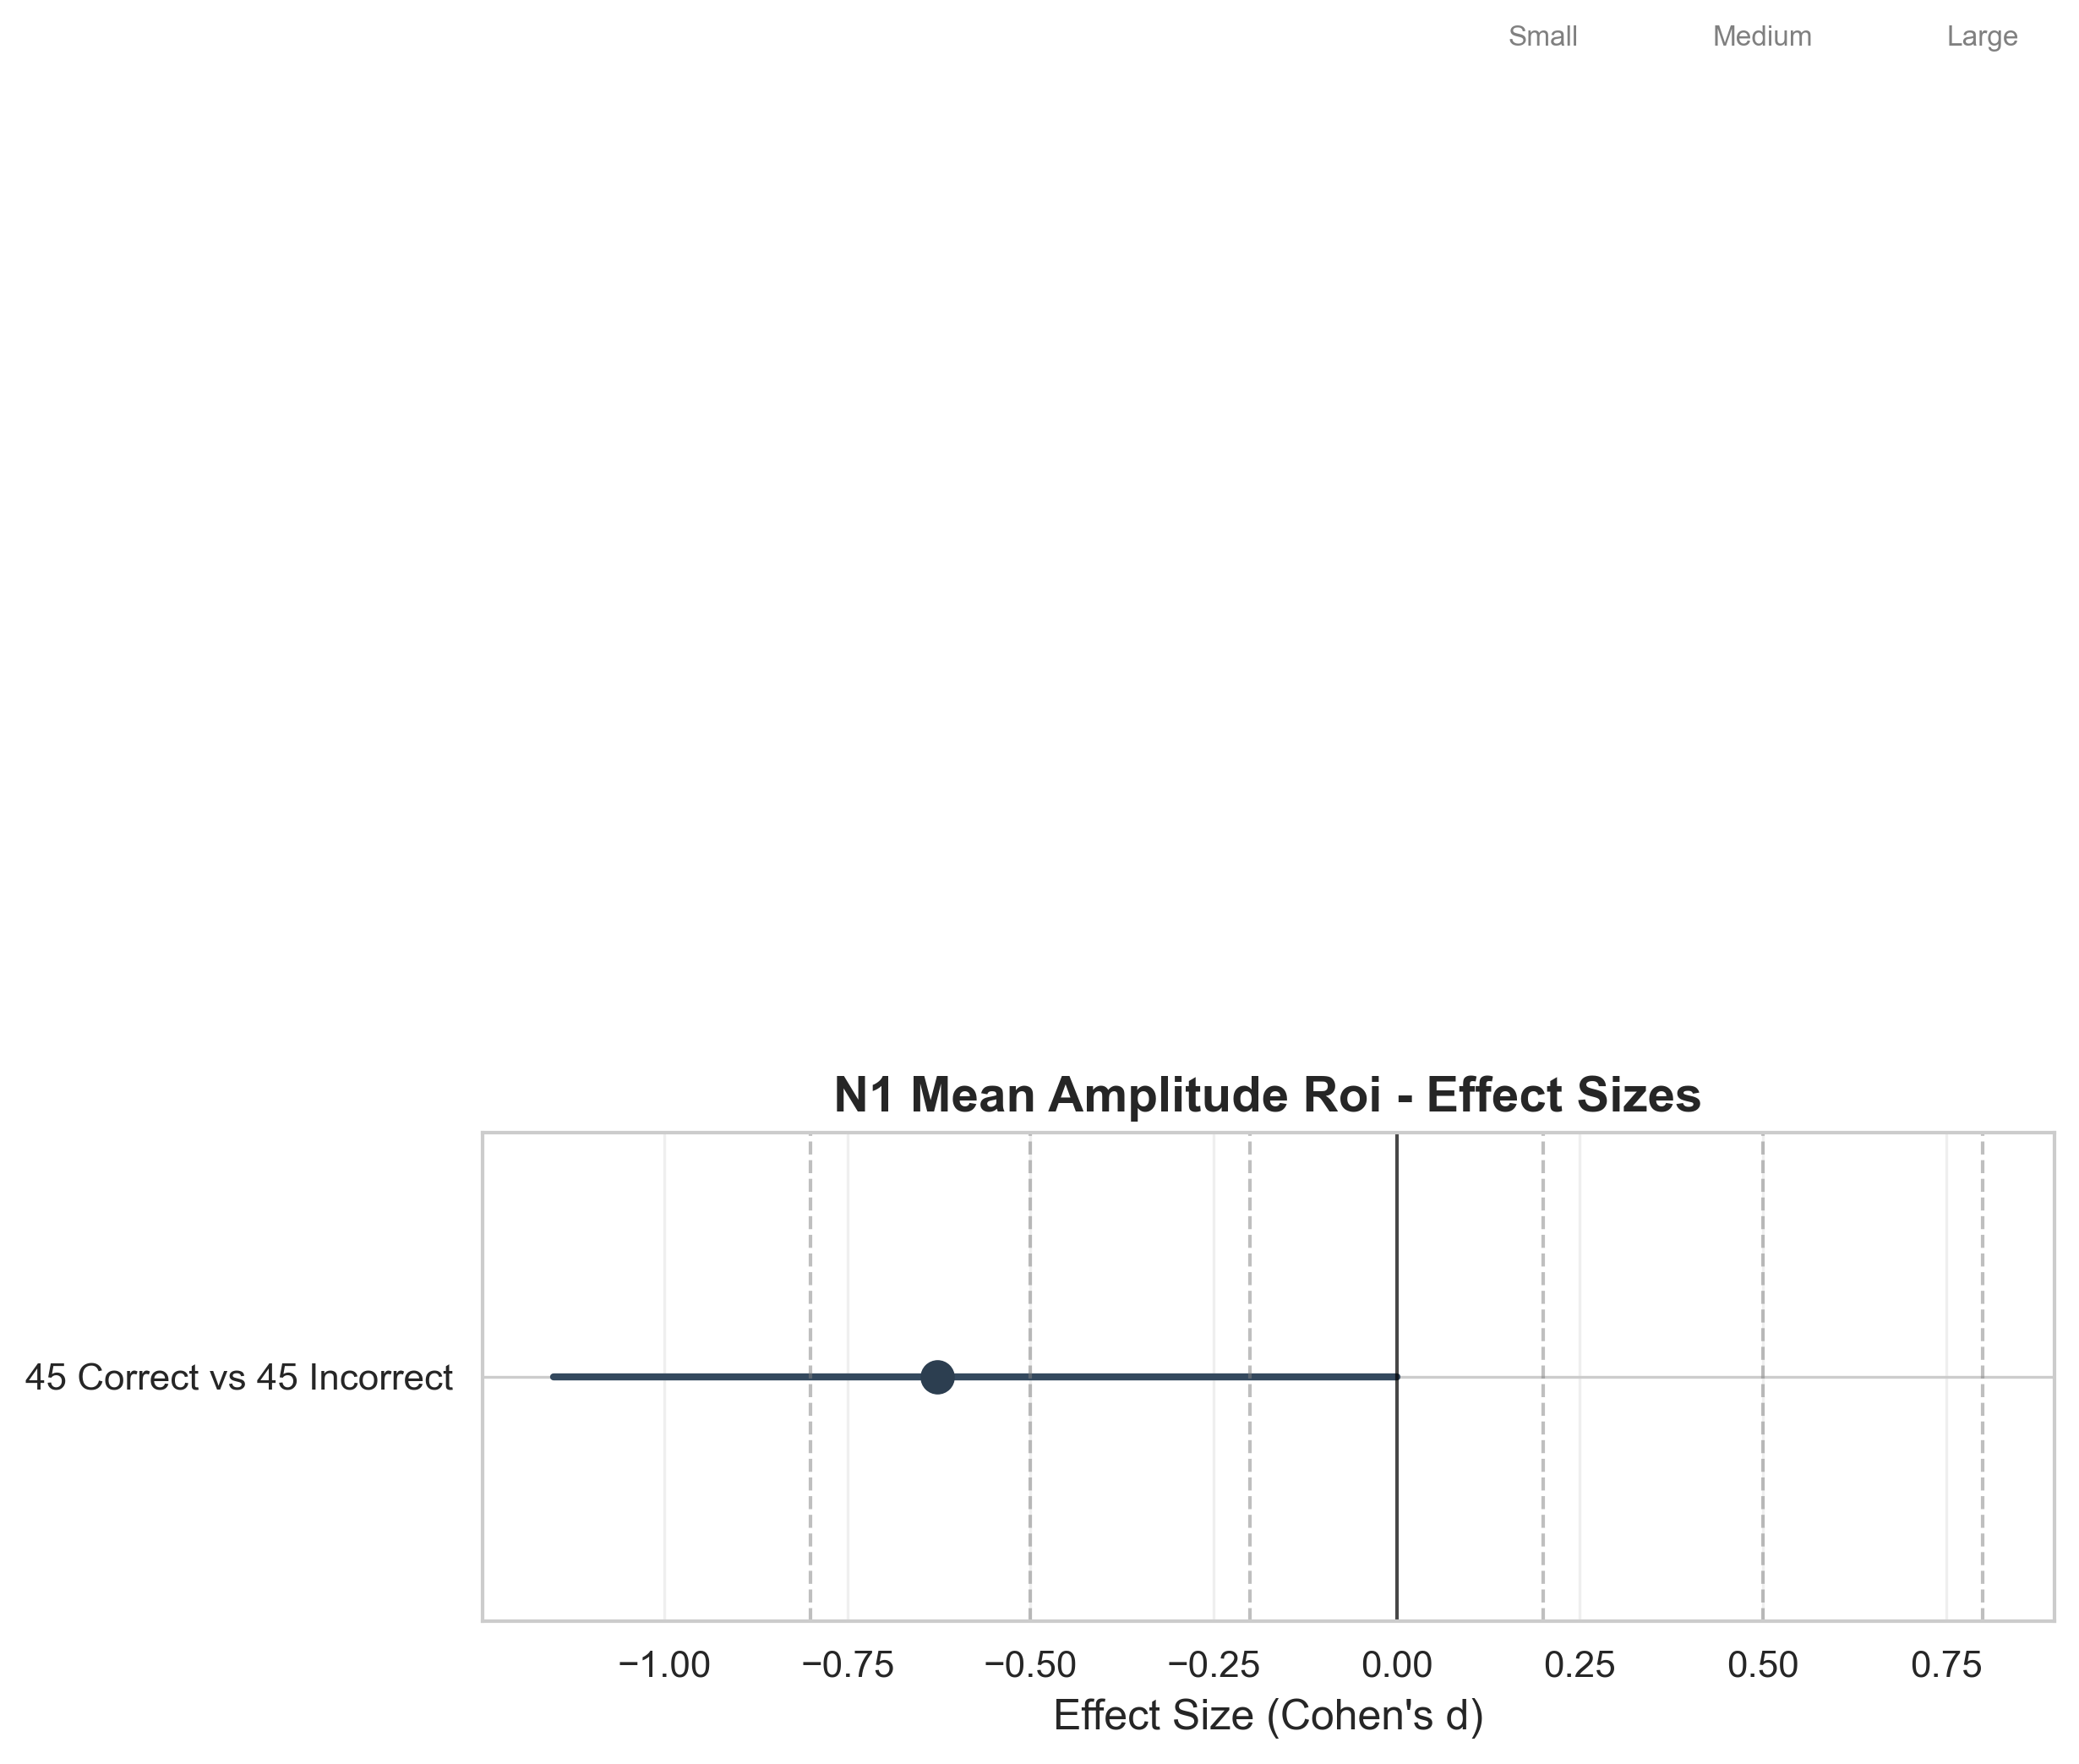 Small Medium Large
N1 Mean Amplitude Roi - Effect Sizes
45 Correct vs 45 Incorrect
−1.00 −0.75 −0.50 −0.25 0.00 0.25 0.50 0.75
Effect Size (Cohen's d)